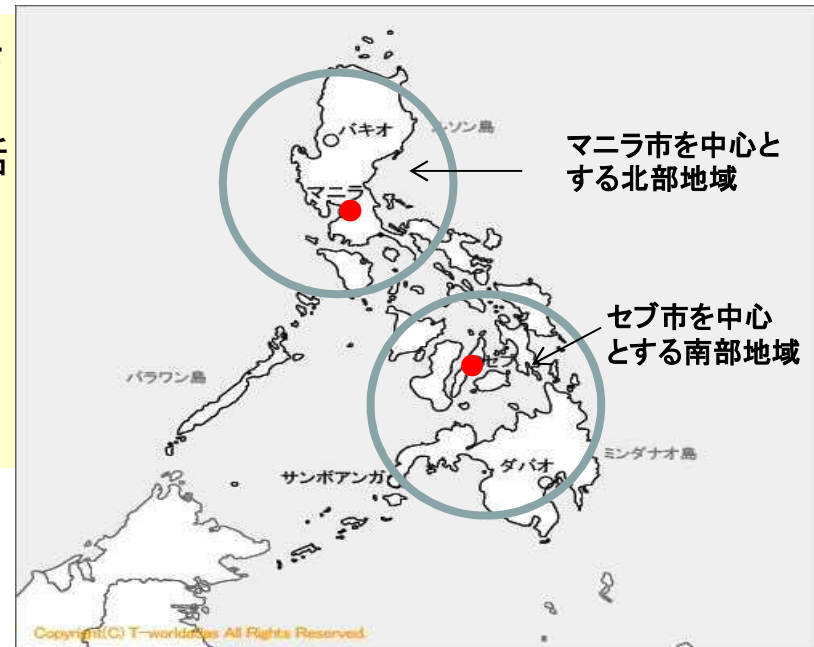 バキオ
ルソン島
マニラ市を中心と
する北部地域
マニラ
セブ市を中心
とする南部地域
セブ
パラワン島
ミンダナオ島
サンボアンガ
ダバオ
Copyright(C) T-worldatlas All Rights Reserved.